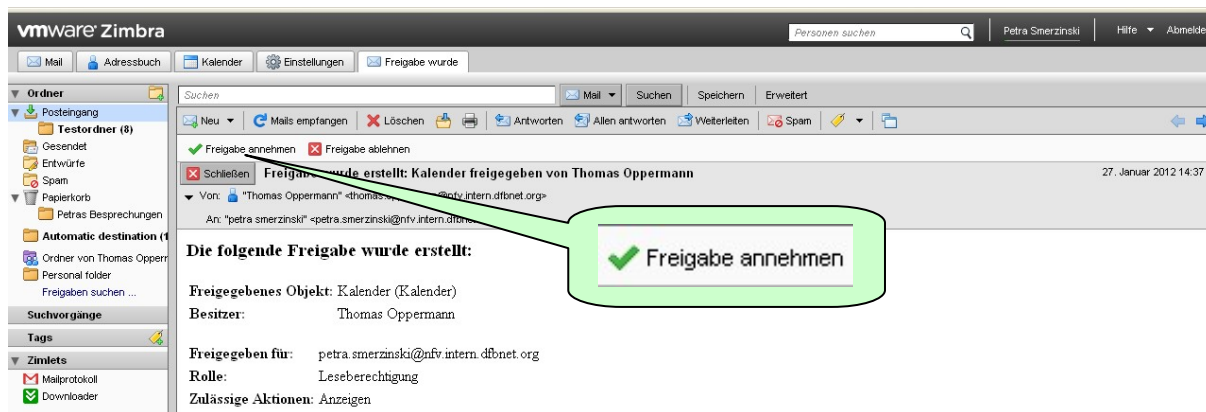 vmware Zimbra
Personen suchen
Petra Smerzinski
Hilfe
Abmelde
Mail
Adressbuch
Kalender
Einstellungen
Freigabe wurde
Ordner
Posteingang
Testordner (8)
Gesendet
Entwürfe
Spam
Papierkorb
Petras Besprechungen
Automatic destination (1
Ordner von Thomas Opperr
Personal folder
Freigaben suchen ...
Suchvorgänge
Tags
Zimlets
Mailprotokoll
Downloader
Suchen
Mail
Suchen
Speichern
Erweitert
Neu
Mails empfangen
Löschen
Antworten
Allen antworten
Weiterleiten
Spam
Freigabe annehmen
Freigabe ablehnen
Schließen
Freigabe wurde erstellt: Kalender freigegeben von Thomas Oppermann
27. Januar 2012 14:37
Von: "Thomas Oppermann" @nfv.intern.dfbnet.org>
An: "petra smerzinski" <petra.smerzinski@nfv.intern.dfbne
Freigabe annehmen
Die folgende Freigabe wurde erstellt:
Freigegebenes Objekt: Kalender (Kalender)
Besitzer: Thomas Oppermann
Freigegeben für: petra.smerzinski@nfv.intern.dfbnet.org
Rolle: Leseberechtigung
Zulässige Aktionen: Anzeigen